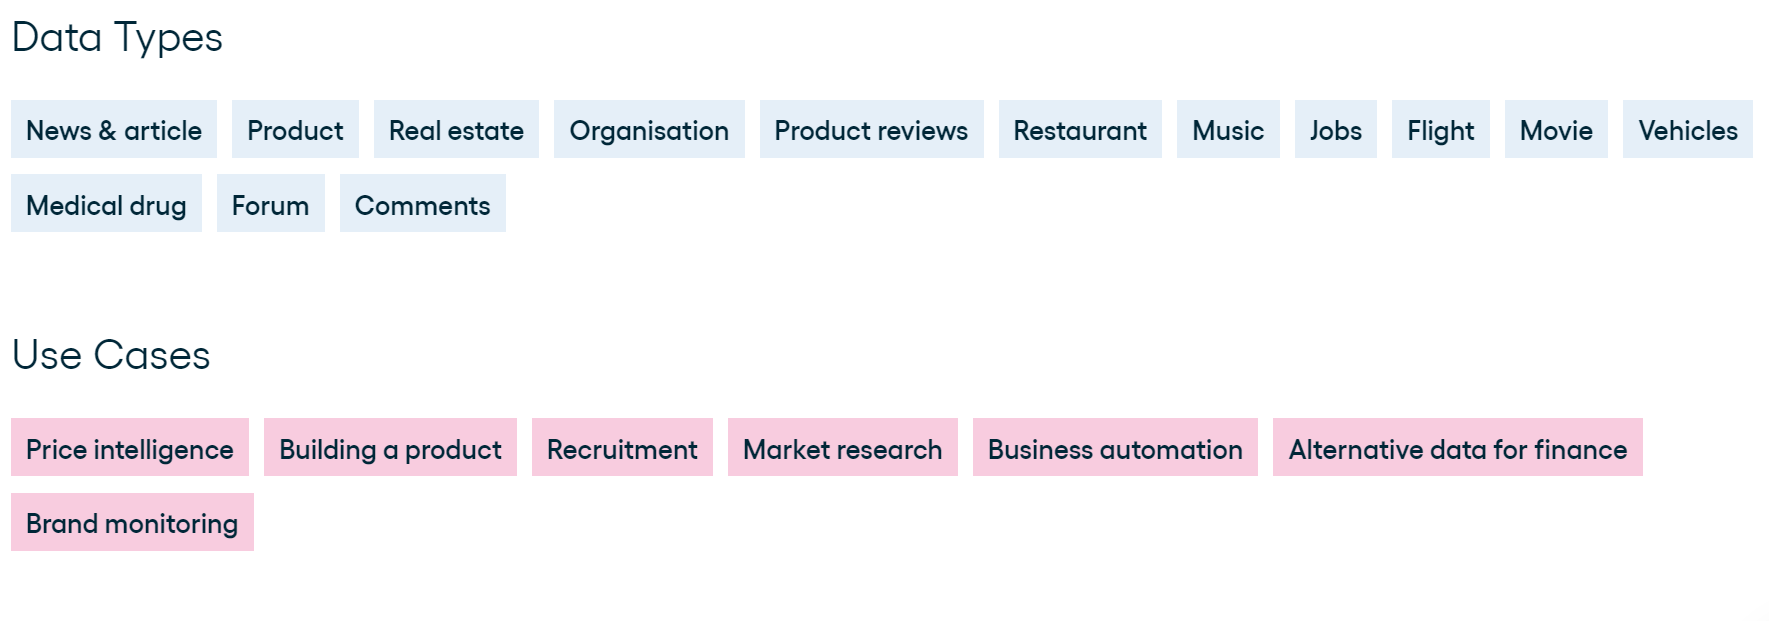 Data Types
News & article Product Real estate Organisation Product reviews Restaurant Music Jobs Flight Movie Vehicles
Medical drug Forum Comments
Use Cases
Price intelligence Building a product Recruitment Market research Business automation Alternative data for finance
Brand monitoring